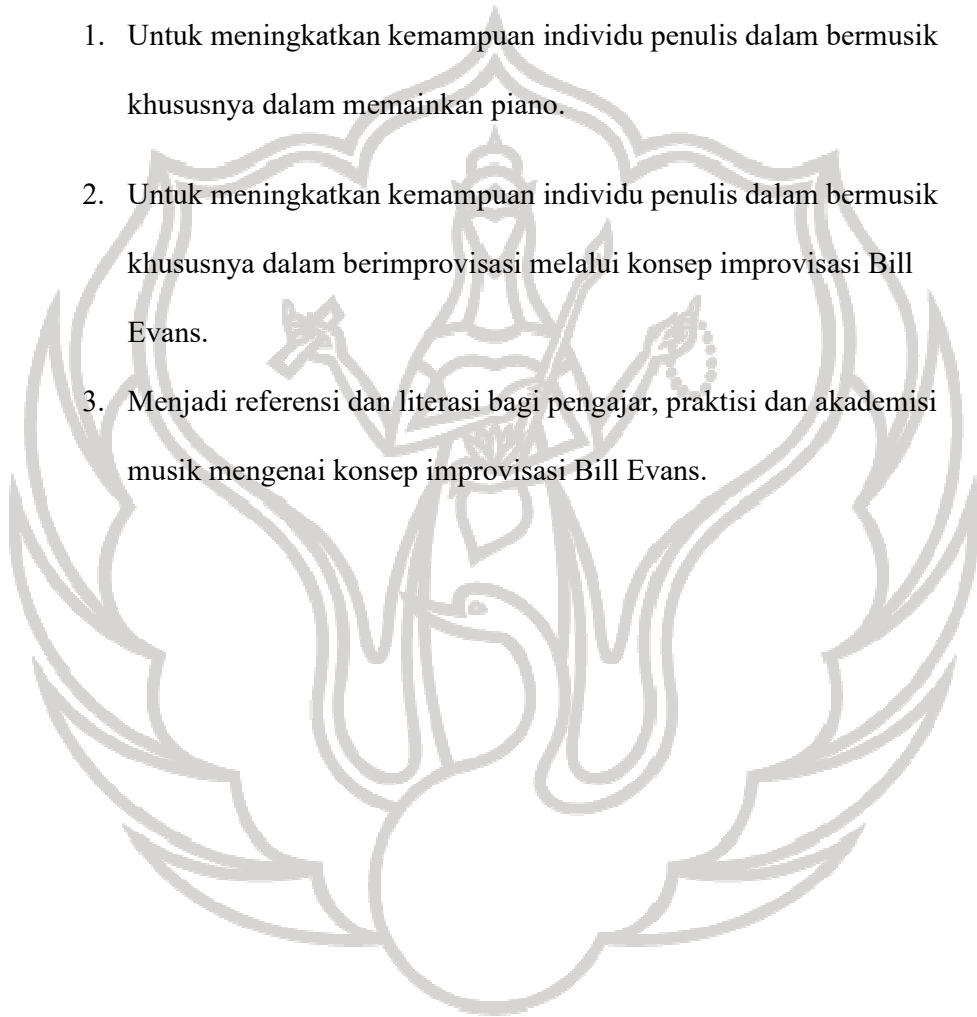 1. Untuk meningkatkan kemampuan individu penulis dalam bermusik
khususnya dalam memainkan piano.
2. Untuk meningkatkan kemampuan individu penulis dalam bermusik
khususnya dalam berimprovisasi melalui konsep improvisasi Bill
Evans.
3. Menjadi referensi dan literasi bagi pengajar, praktisi dan akademisi
musik mengenai konsep improvisasi Bill Evans.